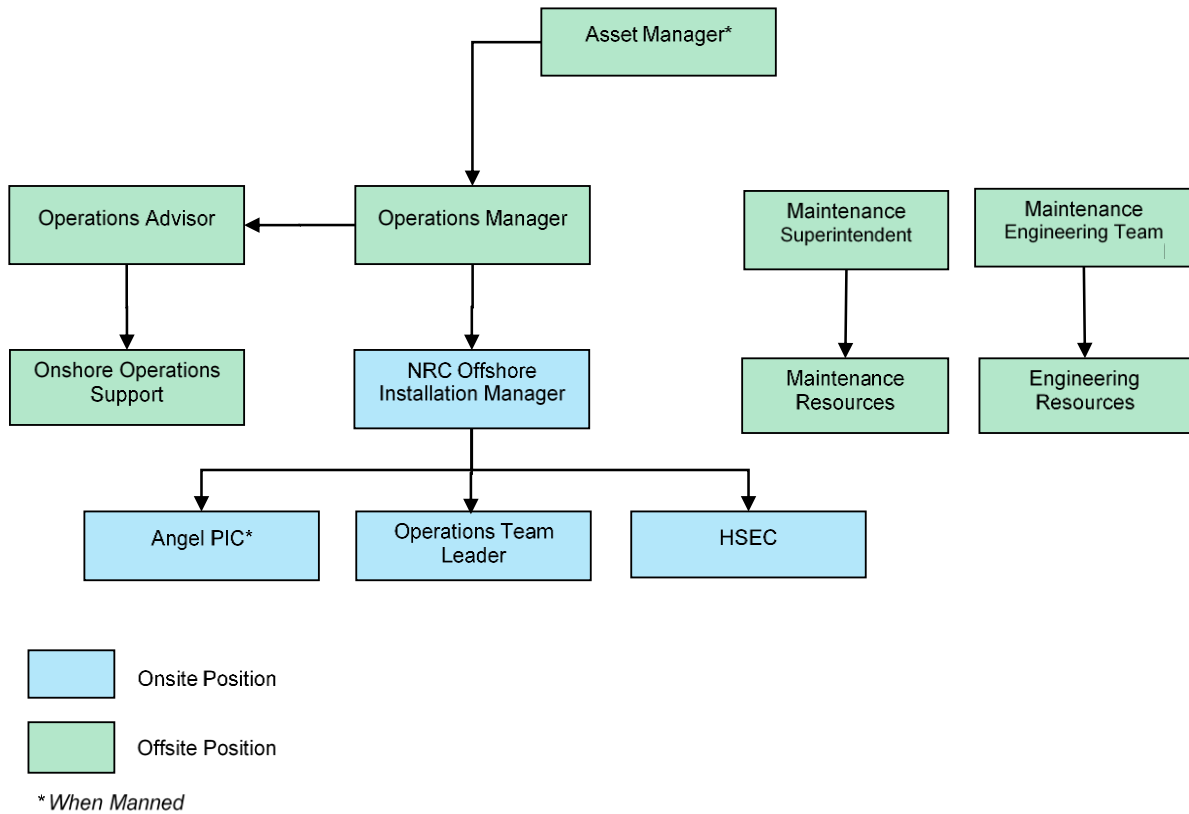 Asset Manager*
Operations Advisor
Operations Manager
Maintenance
Superintendent
Maintenance
Engineering Team
Onshore Operations
Support
NRC Offshore
Installation Manager
Maintenance
Resources
Engineering
Resources
Angel PIC*
Operations Team
Leader
HSEC
Onsite Position
Offsite Position
* When Manned